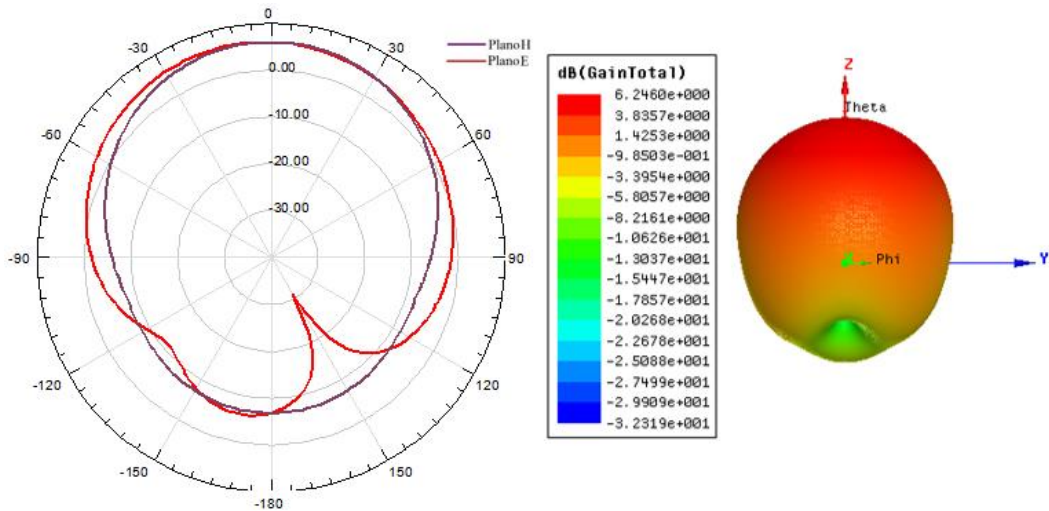 0
-30
30
PlanoH
PlanoE
0.00
-60
60
-10.00
-20.00
-30.00
-90
90
-120
120
-150
150
-180
dB(GainTotal)
6.2460e+000
3.8357e+000
1.4253e+000
-9.8503e-001
-3.3954e+000
-5.8057e+000
-8.2161e+000
-1.0626e+001
-1.3037e+001
-1.5447e+001
-1.7857e+001
-2.0268e+001
-2.2678e+001
-2.5088e+001
-2.7499e+001
-2.9909e+001
-3.2319e+001
Z
Theta
Phi
Y